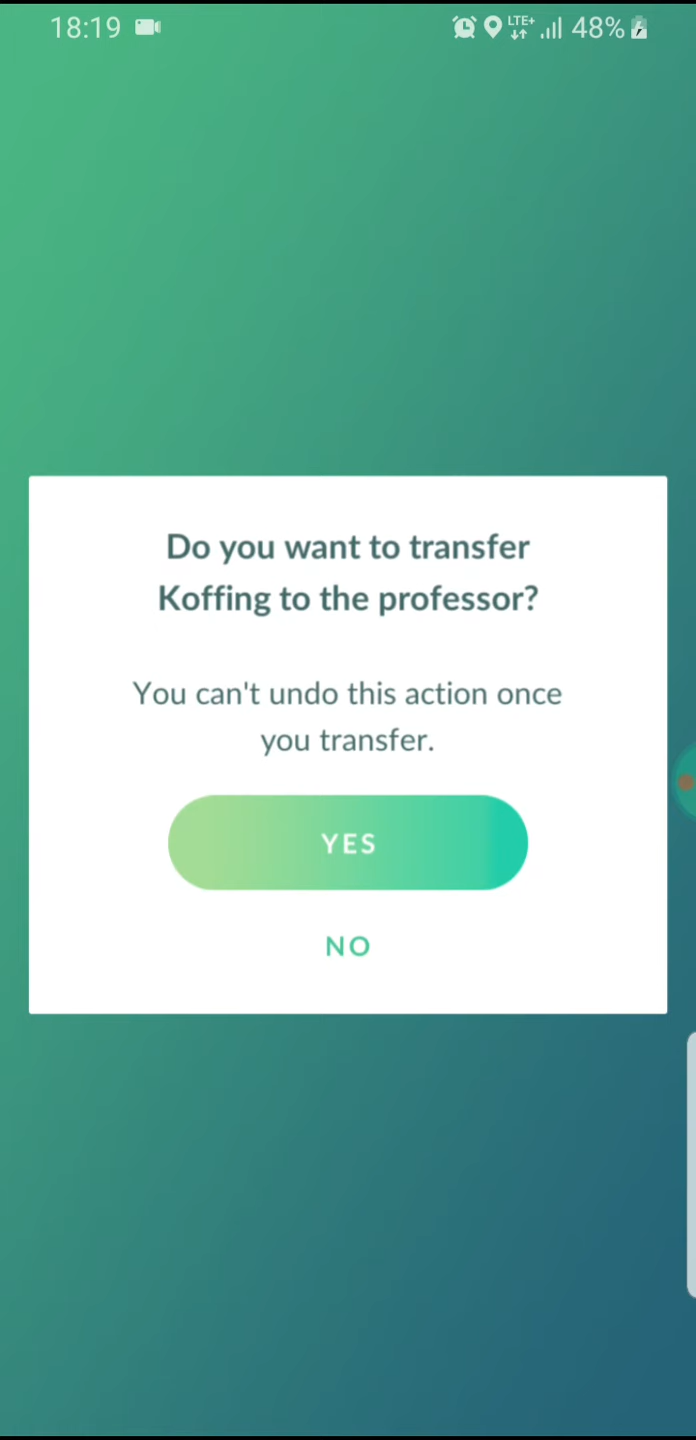 18:19 LTE+ 48%
Do you want to transfer
Koffing to the professor?
You can't undo this action once
you transfer.
YES
NO